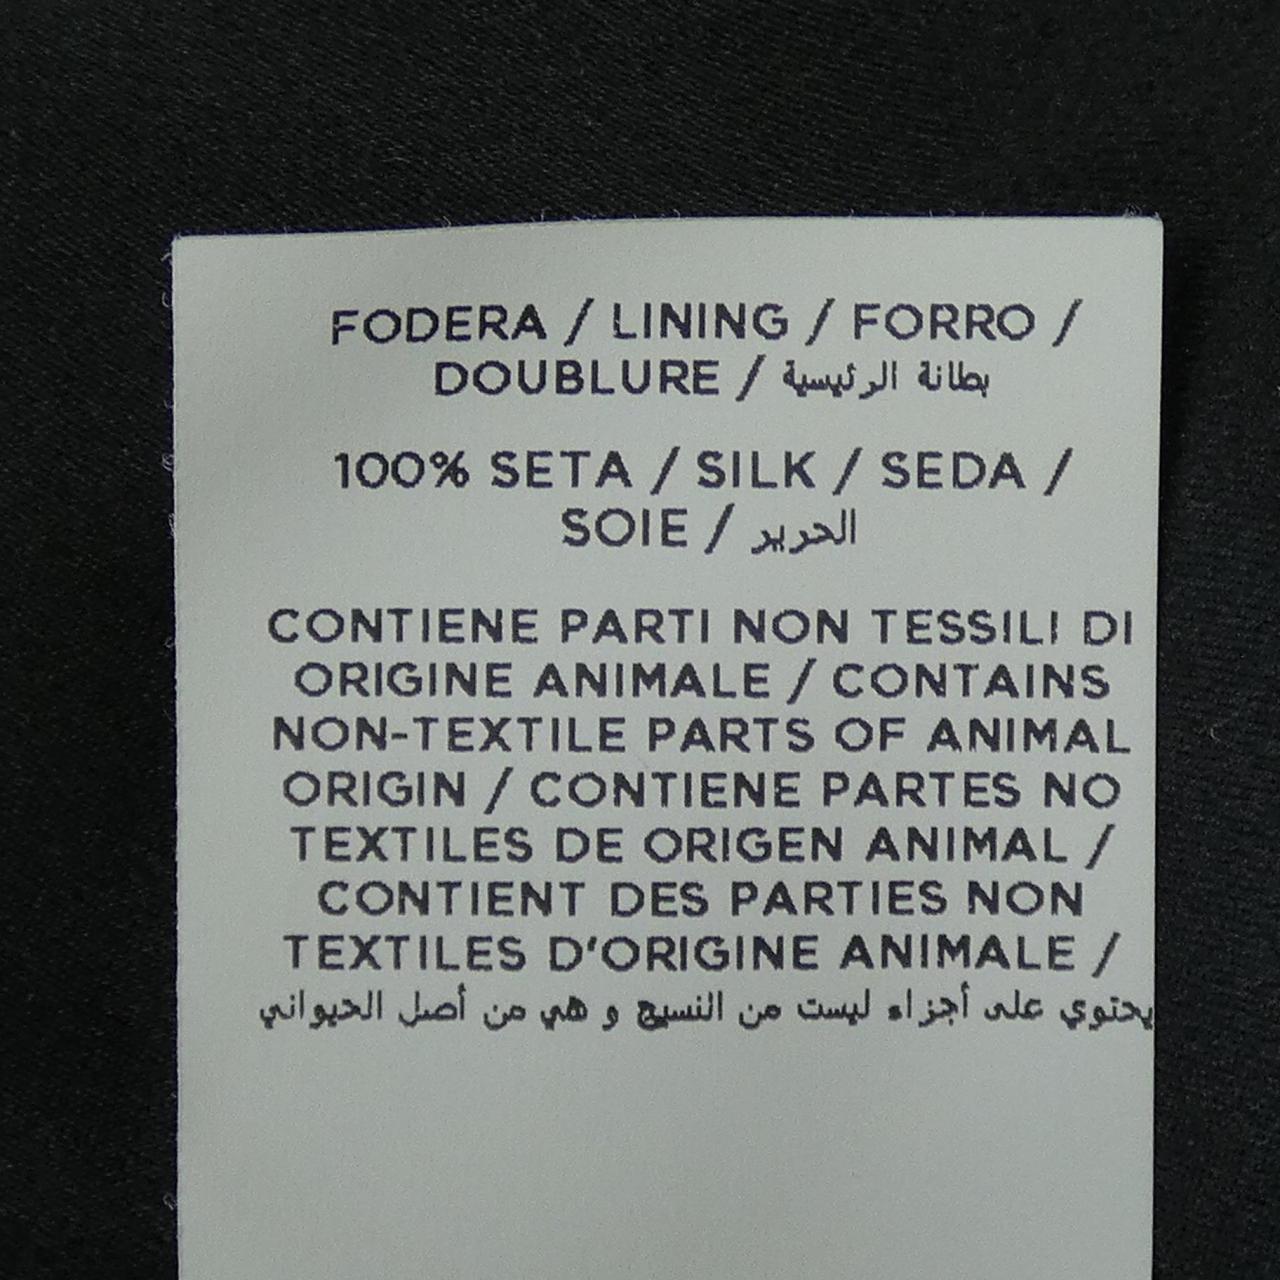 FODERA / LINING / FORRO /
DOUBLURE / بطانة الرئيسية
100% SETA / SILK / SEDA /
SOIE / الحرير
CONTIENE PARTI NON TESSILI DI
ORIGINE ANIMALE / CONTAINS
NON-TEXTILE PARTS OF ANIMAL
ORIGIN / CONTIENE PARTES NO
TEXTILES DE ORIGEN ANIMAL /
CONTIENT DES PARTIES NON
TEXTILES D'ORIGINE ANIMALE /
يحتوي على أجزاء ليست من النسيج و هي من أصل الحيواني